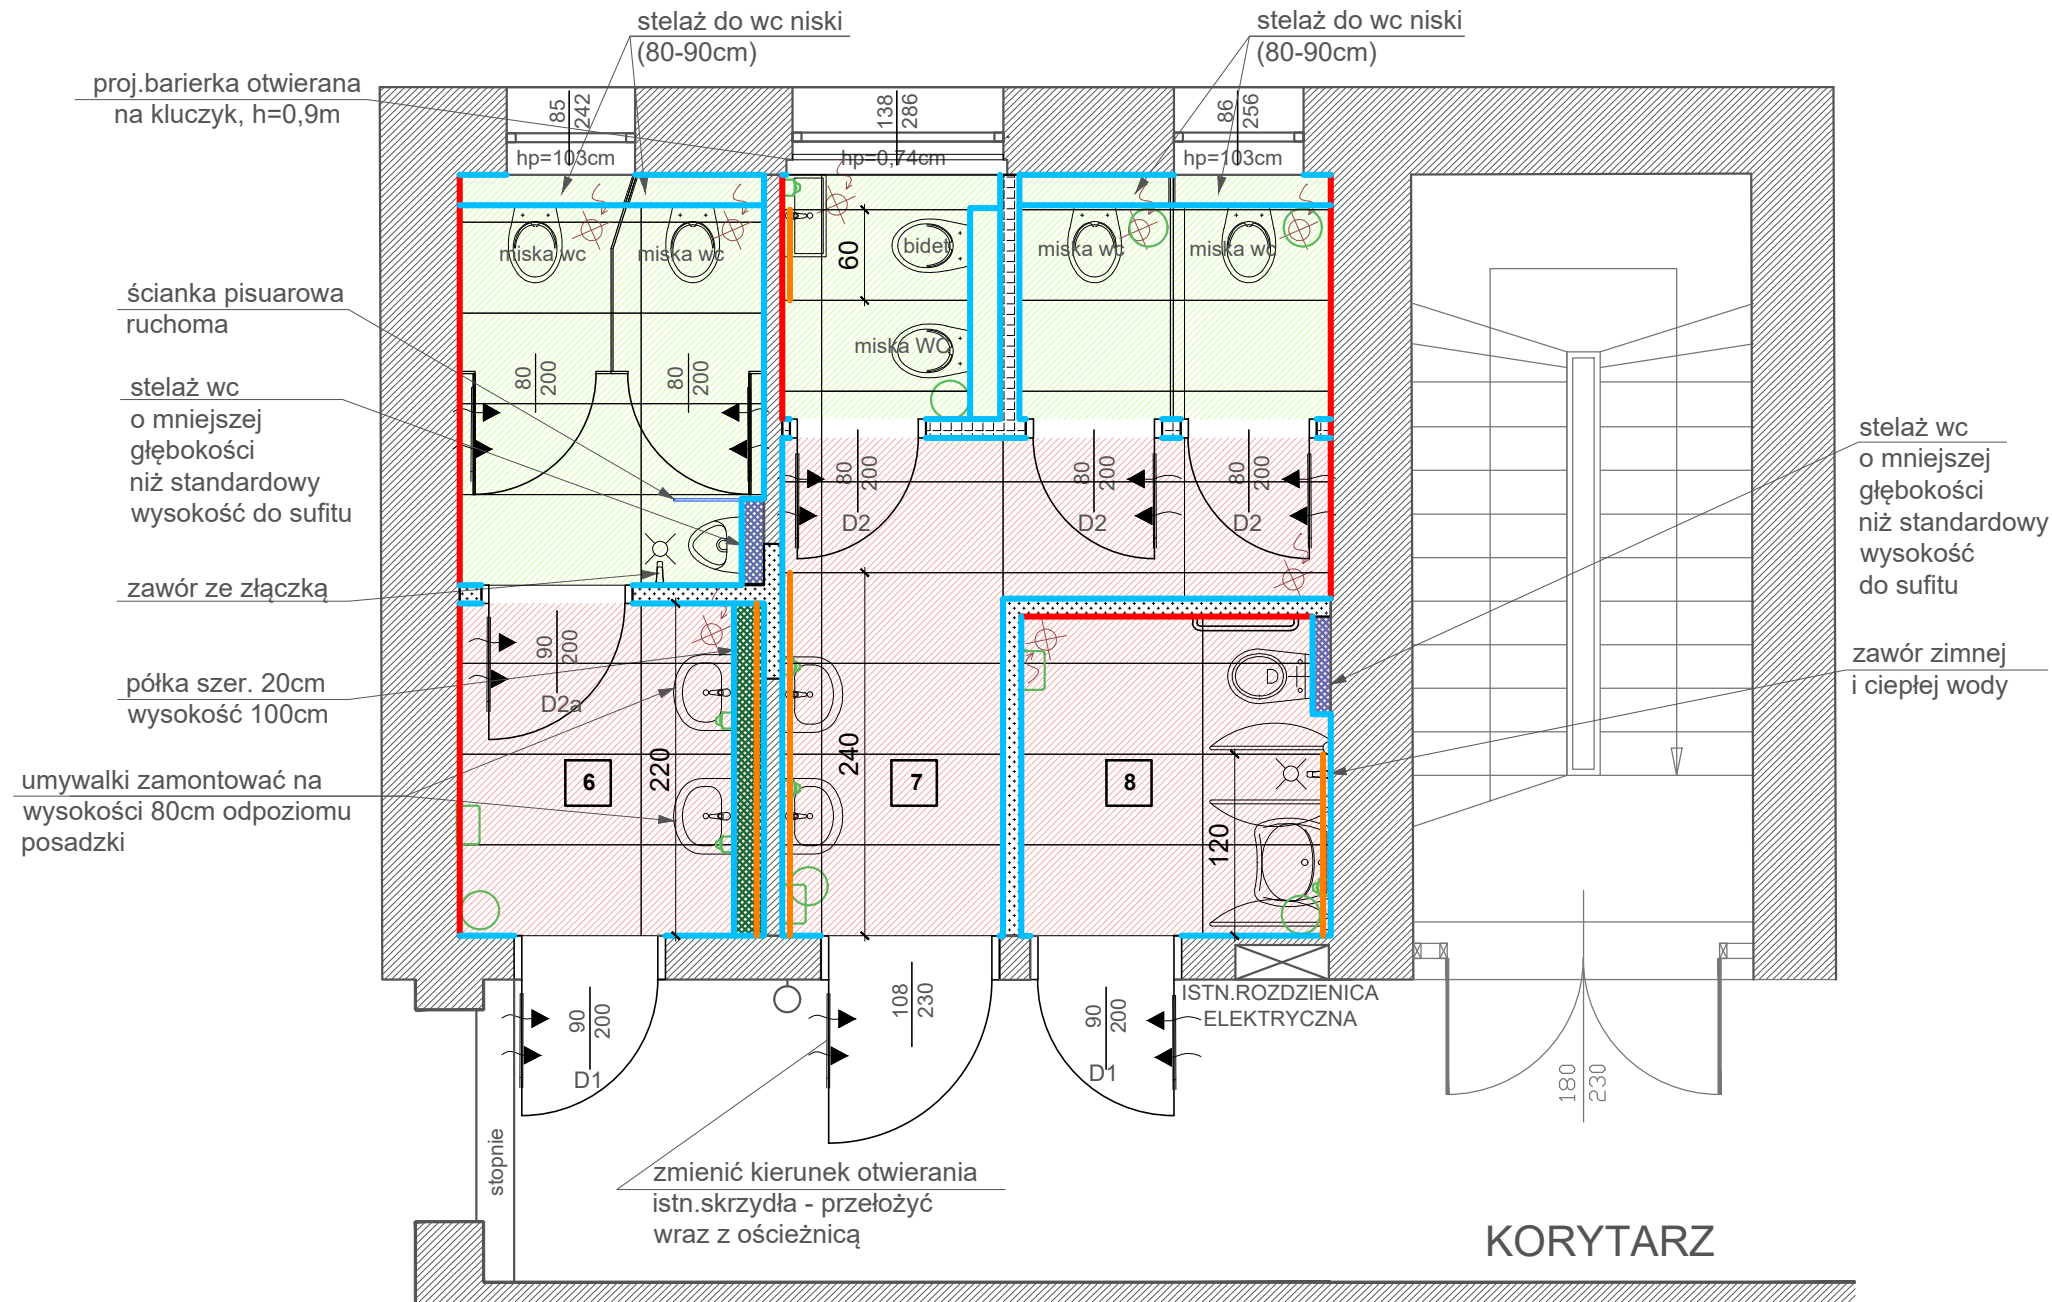 stelaż do wc niski
(80-90cm)
stelaż do wc niski
(80-90cm)
proj.barierka otwierana
na kluczyk, h=0,9m
85
242
138
286
86
256
hp=103cm
hp=0,74cm
hp=103cm
miska wc
miska wc
bidet
miska wc
miska wc
60
ścianka pisuarowa
ruchoma
miska WC
80
200
80
200
stelaż wc
o mniejszej
głębokości
niż standardowy
wysokość do sufitu
stelaż wc
o mniejszej
głębokości
niż standardowy
wysokość
do sufitu
80
200
80
200
80
200
D2
D2
D2
zawór ze złączką
90
200
D2a
D
zawór zimnej
i ciepłej wody
półka szer. 20cm
wysokość 100cm
220
240
120
6
7
8
umywalki zamontować na
wysokości 80cm odpoziomu
posadzki
90
200
D1
108
230
90
200
D1
ISTN.ROZDZIENICA
ELEKTRYCZNA
180
230
stopnie
zmienić kierunek otwierania
istn.skrzydła - przełożyć
wraz z ościeżnicą
KORYTARZ